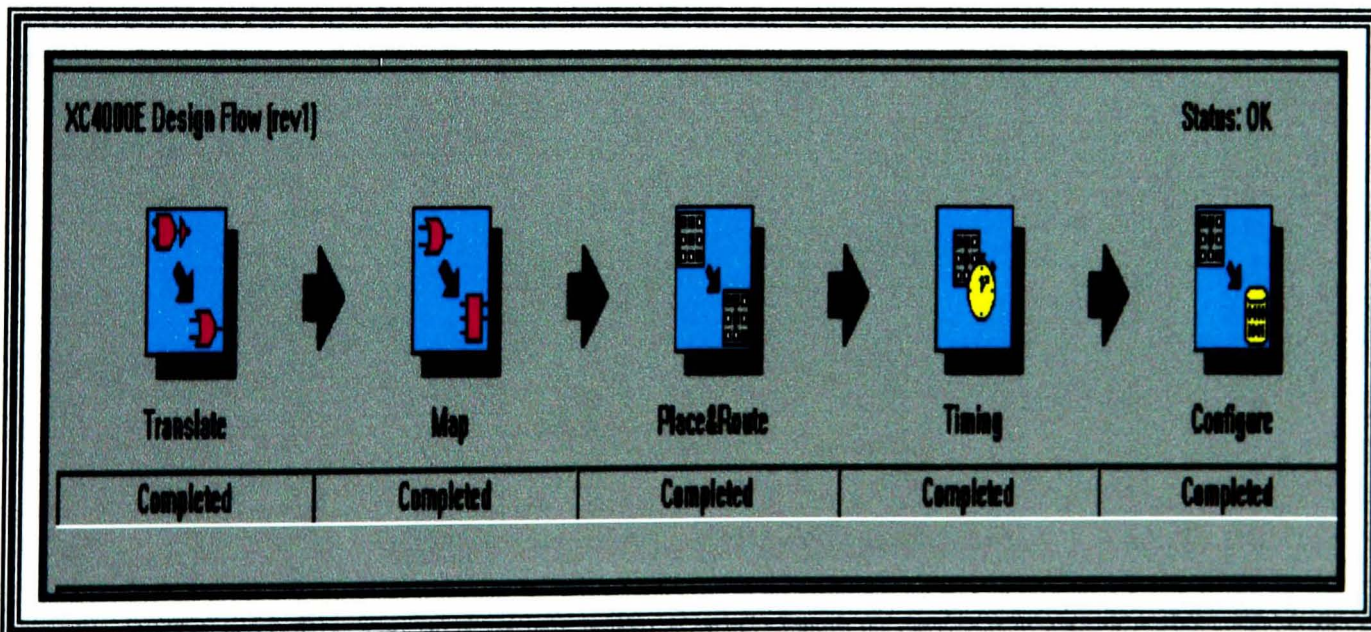 XC4000E Design Flow (rev1) Status: OK
Translate Map Place&Route Timing Configure
Completed Completed Completed Completed Completed